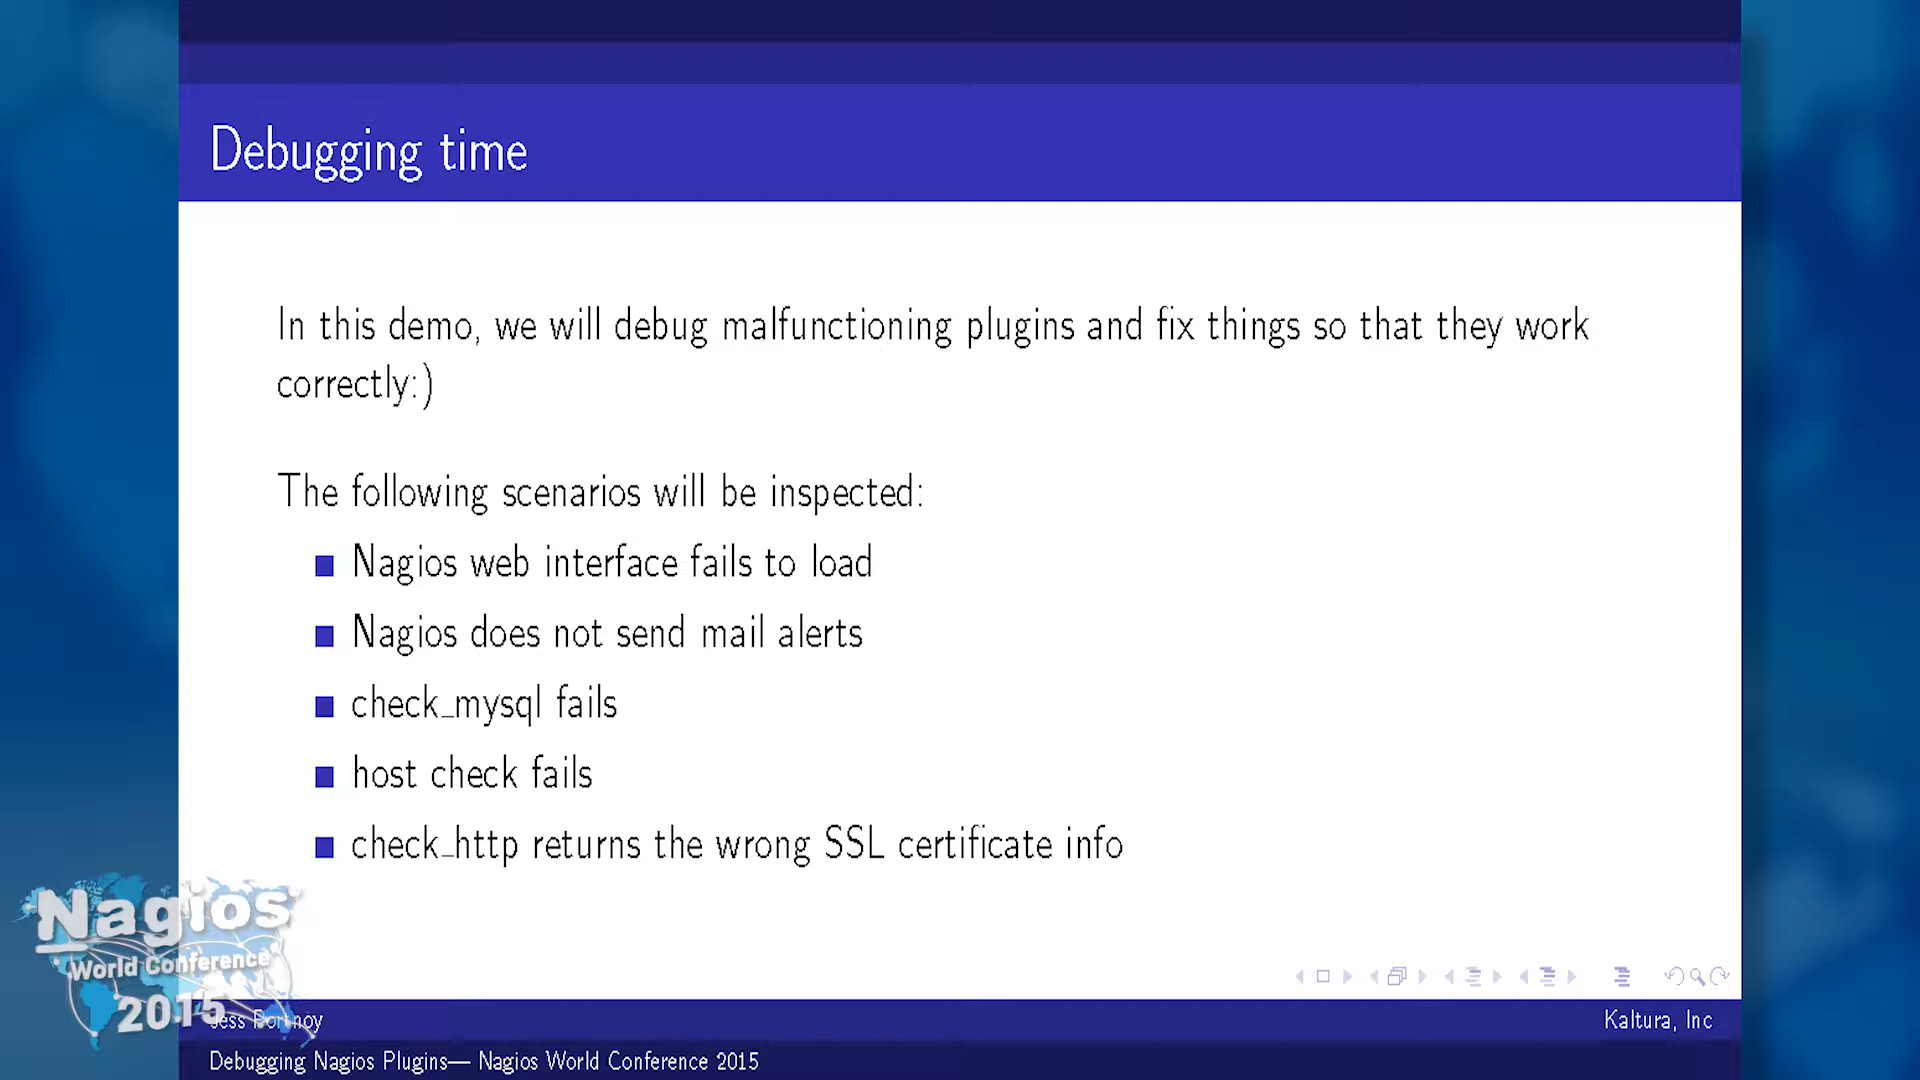 Debugging time
In this demo, we will debug malfunctioning plugins and fix things so that they work
correctly:)
The following scenarios will be inspected:
Nagios web interface fails to load
Nagios does not send mail alerts
check_mysql fails
host check fails
check_http returns the wrong SSL certificate info
Nagios
World Conference
2015
Jess Portnoy
Kaltura, Inc
Debugging Nagios Plugins— Nagios World Conference 2015